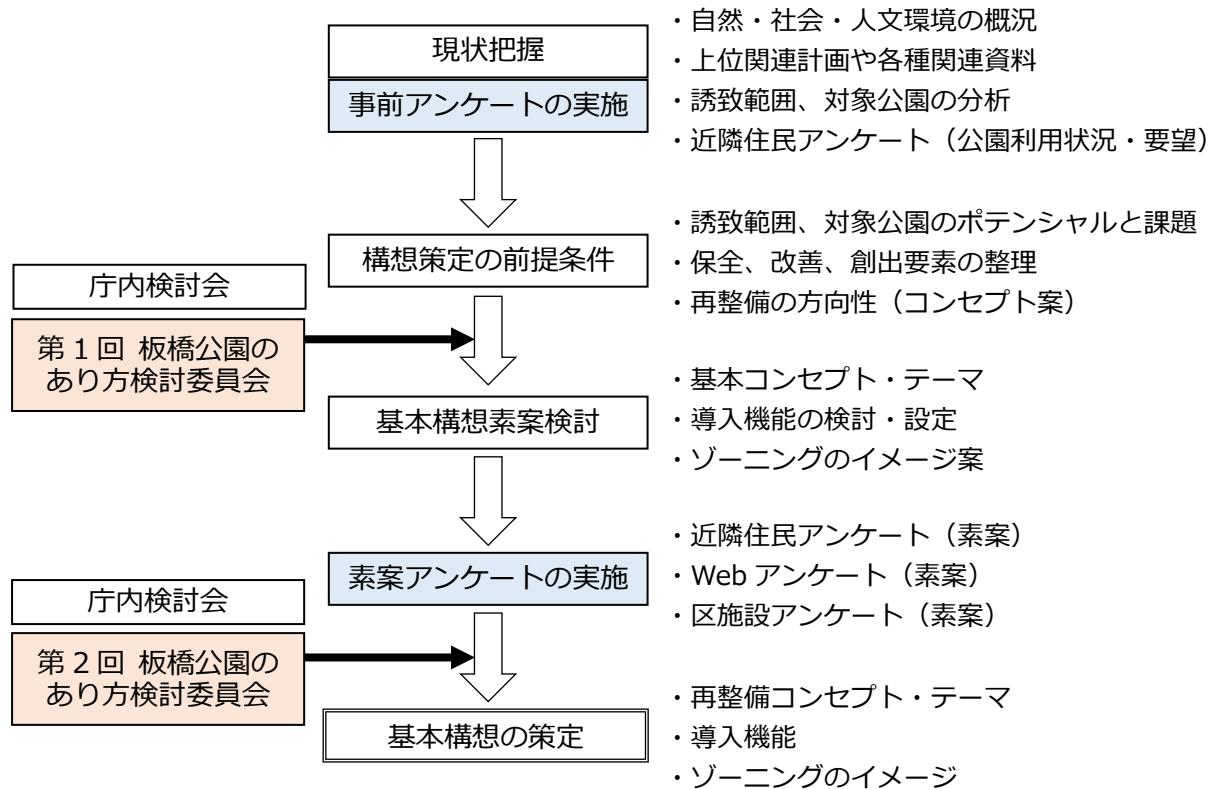 現状把握
事前アンケートの実施
・自然・社会・人文環境の概況
・上位関連計画や各種関連資料
・誘致範囲、対象公園の分析
・近隣住民アンケート（公園利用状況・要望）
構想策定の前提条件
・誘致範囲、対象公園のポテンシャルと課題
・保全、改善、創出要素の整理
・再整備の方向性（コンセプト案）
庁内検討会
第１回 板橋公園の
あり方検討委員会
基本構想素案検討
・基本コンセプト・テーマ
・導入機能の検討・設定
・ゾーニングのイメージ案
素案アンケートの実施
・近隣住民アンケート（素案）
・Web アンケート（素案）
・区施設アンケート（素案）
庁内検討会
第２回 板橋公園の
あり方検討委員会
基本構想の策定
・再整備コンセプト・テーマ
・導入機能
・ゾーニングのイメージ